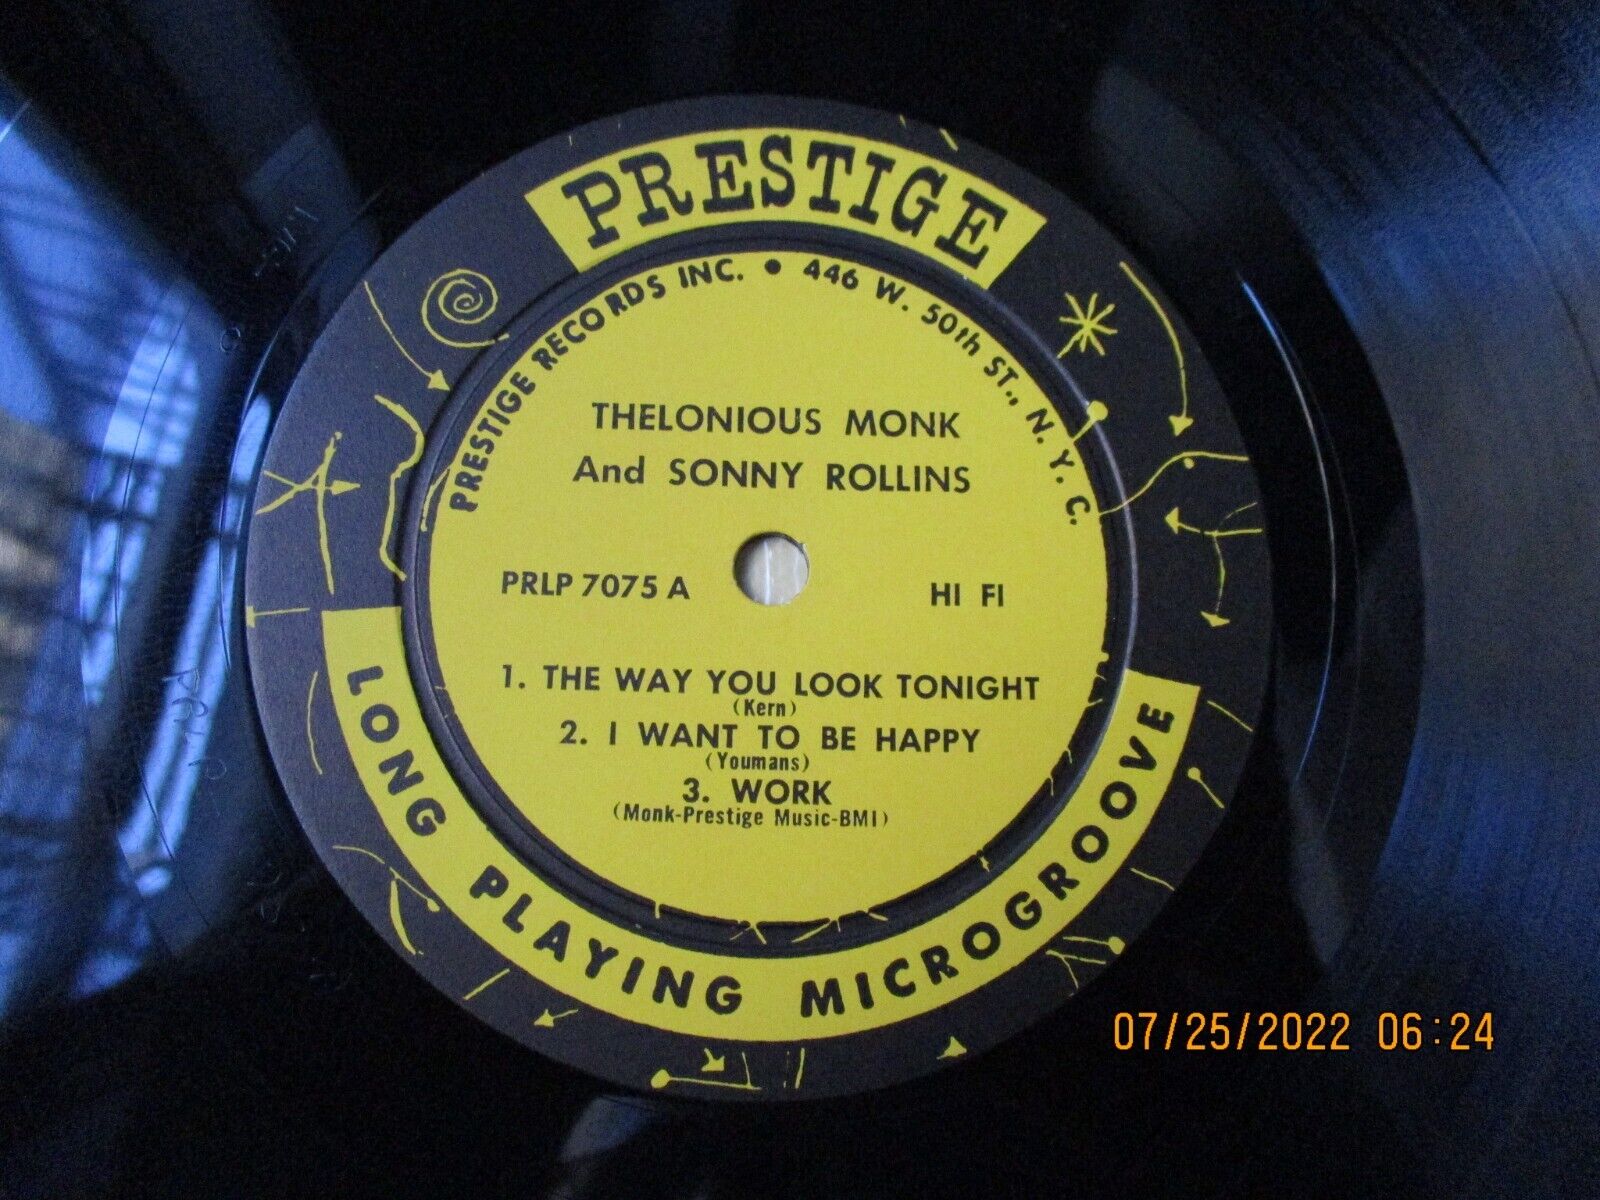 PRESTIGE
PRESTIGE RECORDS INC. • 446 W. 50th ST., N. Y. C.
THELONIOUS MONK
And SONNY ROLLINS
PRLP 7075 A
HI FI
1. THE WAY YOU LOOK TONIGHT
(Kern)
2. I WANT TO BE HAPPY
(Youmans)
3. WORK
(Monk-Prestige Music-BMI)
LONG PLAYING MICROGROOVE
07/25/2022 06:24